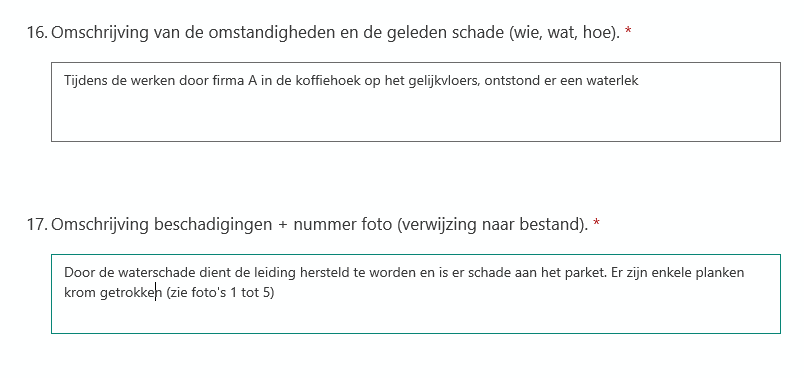 16. Omschrijving van de omstandigheden en de geleden schade (wie, wat, hoe). *
Tijdens de werken door firma A in de koffiehoek op het gelijkvloers, ontstond er een waterlek
17. Omschrijving beschadigingen + nummer foto (verwijzing naar bestand). *
Door de waterschade dient de leiding hersteld te worden en is er schade aan het parket. Er zijn enkele planken
krom getrokken (zie foto's 1 tot 5)